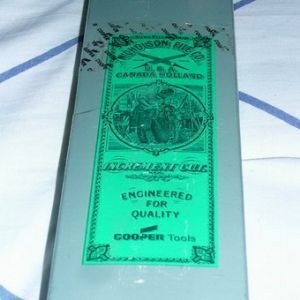 NICHOLSON FILE CO.
U.S.A.
CANADA HOLLAND
INCREMENT CUT
ENGINEERED
FOR
QUALITY
COOPER Tools